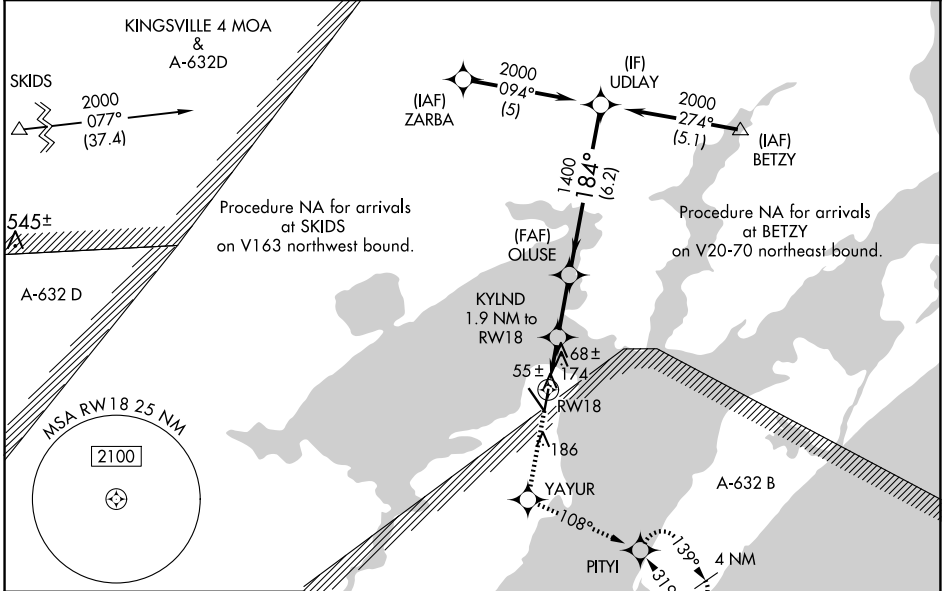 KINGSVILLE 4 MOA
&
A-632D
SKIDS
2000
077°
(37.4)
(IAF)
ZARBA
2000
094°
(5)
(IF)
UDLAY
2000
274°
(5.1)
(IAF)
BETZY
1400
184°
(6.2)
545±
Procedure NA for arrivals
at SKIDS
on V163 northwest bound.
Procedure NA for arrivals
at BETZY
on V20-70 northeast bound.
(FAF)
OLUSE
A-632 D
KYLND
1.9 NM to
RW18
68±
174
55±
RW18
MSA RW18 25 NM
2100
186
YAYUR
A-632 B
108°
PITYI
139°
4 NM
319°